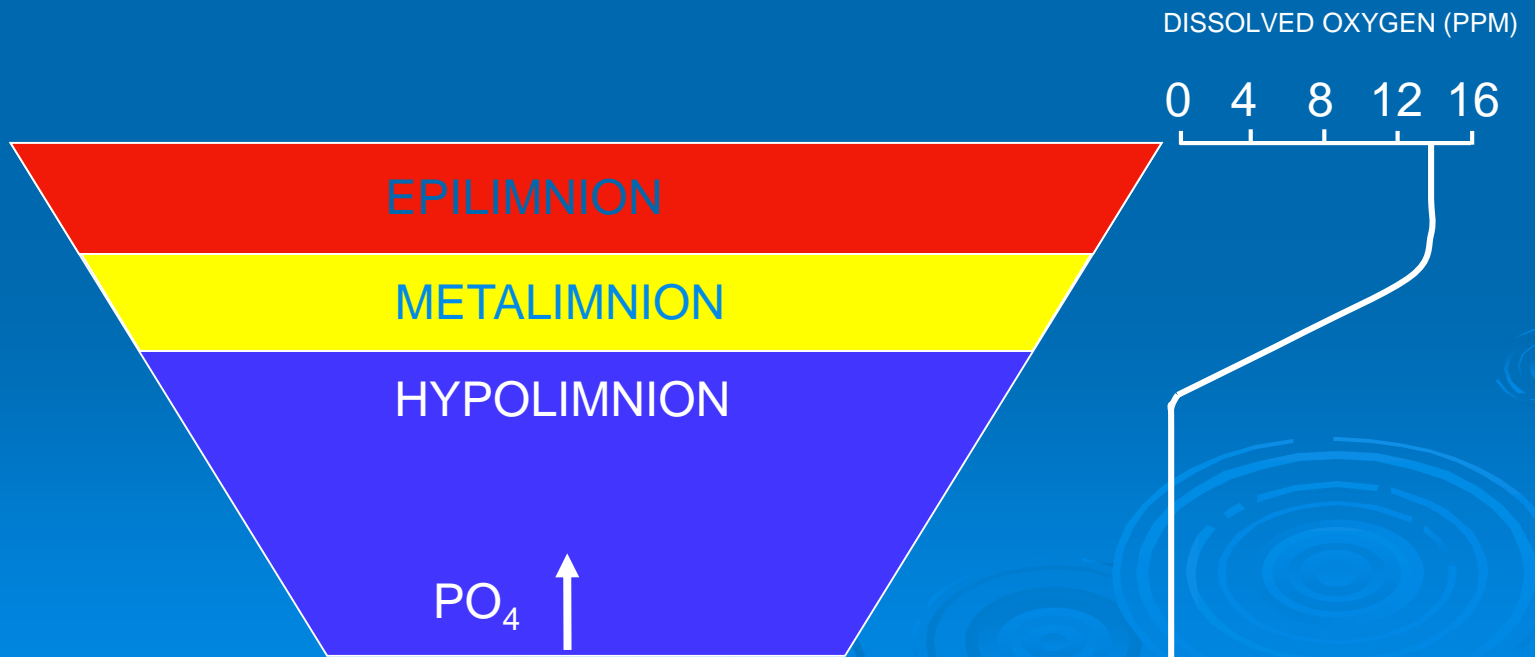 DISSOLVED OXYGEN (PPM)
0 4 8 12 16
EPILIMNION
METALIMNION
HYPOLIMNION
PO₄